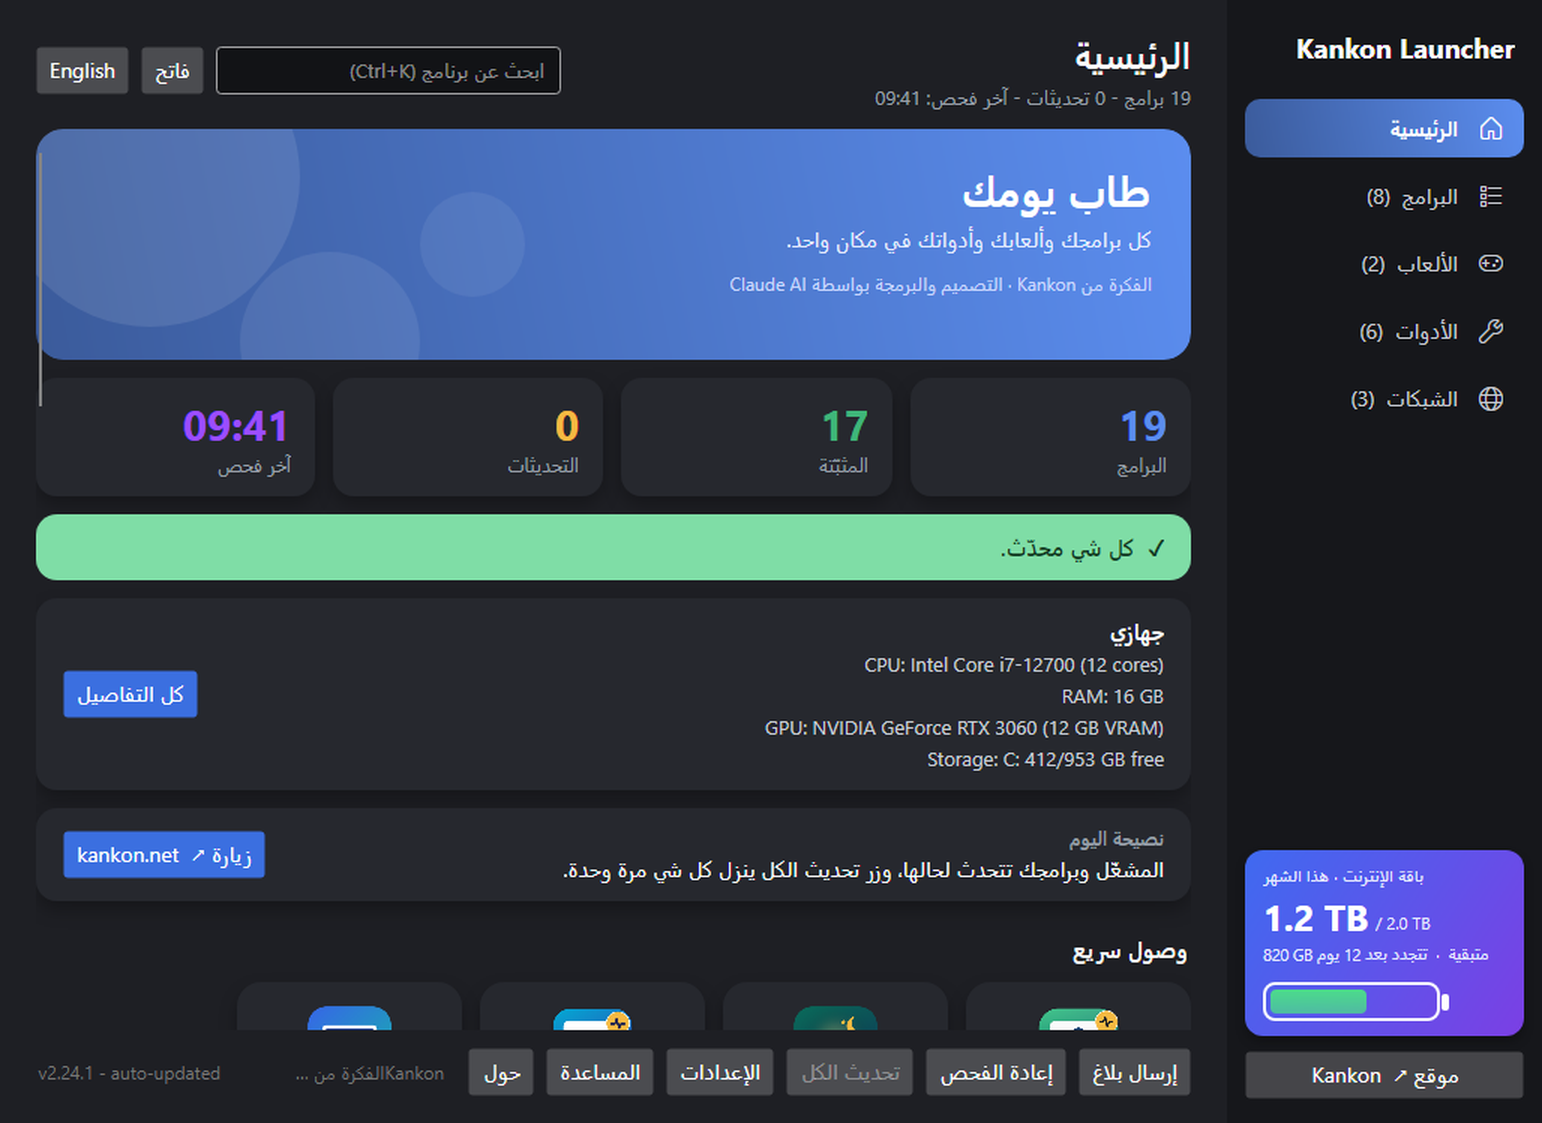 Kankon Launcher
الرئيسية
البرامج (8)
الألعاب (2)
الأدوات (6)
الشبكات (3)
باقة الإنترنت · هذا الشهر
1.2 TB / 2.0 TB
820 GB متبقية · تتجدد بعد 12 يوم
موقع Kankon ↗
الرئيسية
19 برامج - 0 تحديثات - آخر فحص: 09:41
ابحث عن برنامج (Ctrl+K)
فاتح
English
طاب يومك
كل برامجك وألعابك وأدواتك في مكان واحد.
الفكرة من Kankon · التصميم والبرمجة بواسطة Claude AI
19
البرامج
17
المثبّتة
0
التحديثات
09:41
آخر فحص
✓ كل شي محدّث.
جهازي
CPU: Intel Core i7-12700 (12 cores)
RAM: 16 GB
GPU: NVIDIA GeForce RTX 3060 (12 GB VRAM)
Storage: C: 412/953 GB free
كل التفاصيل
نصيحة اليوم
المشغّل وبرامجك تتحدث لحالها، وزر تحديث الكل ينزل كل شي مرة وحدة.
زيارة kankon.net ↗
وصول سريع
إرسال بلاغ
إعادة الفحص
تحديث الكل
الإعدادات
المساعدة
حول
Kankonالفكرة من ...
v2.24.1 - auto-updated